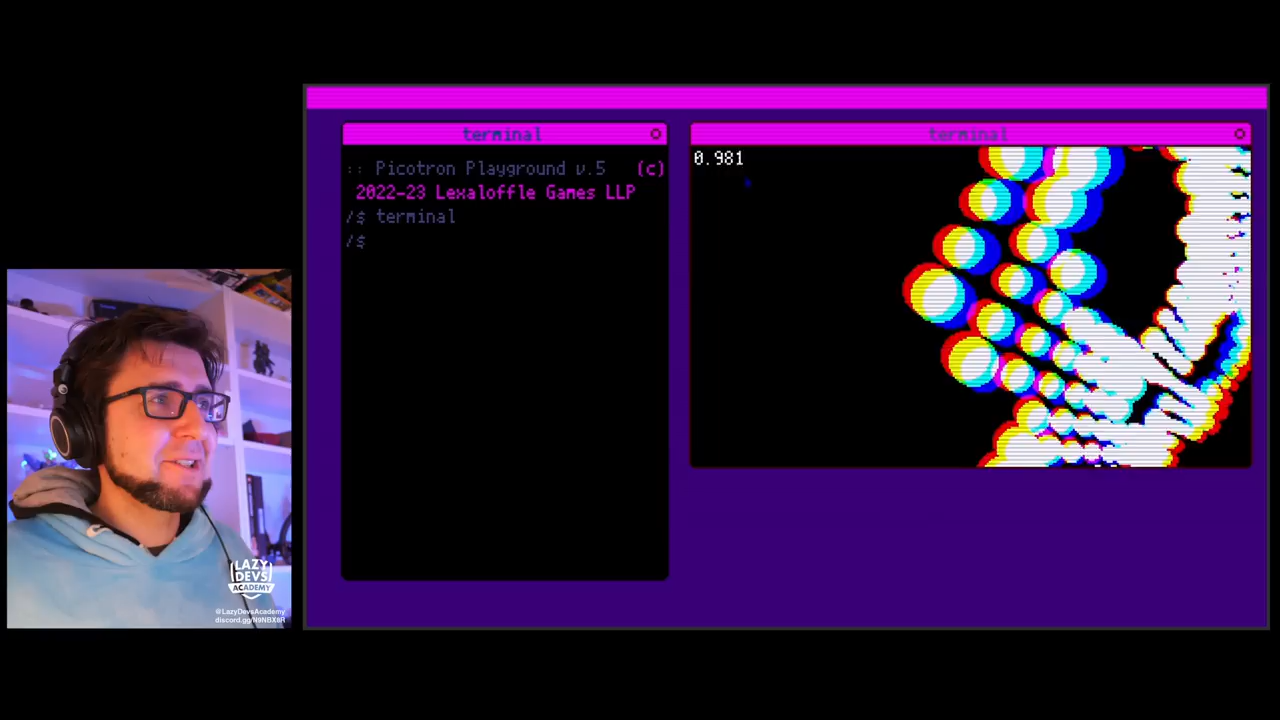 terminal
:: Picotron Playground v.5 (c)
2022-23 Lexaloffle Games LLP
/$ terminal
/$
terminal
0.981
LAZY
DEVS
ACADEMY
@LazyDevsAcademy